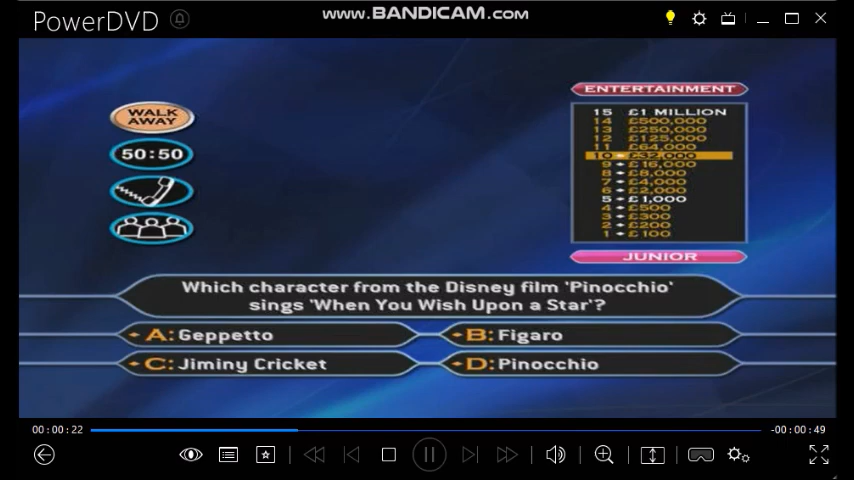 PowerDVD
www.BANDICAM.com
WALK
AWAY
50:50
ENTERTAINMENT
15 £1 MILLION
14 £500,000
13 £250,000
12 £125,000
11 £64,000
10 £32,000
9 £16,000
8 £8,000
7 £4,000
6 £2,000
5 £1,000
4 £500
3 £300
2 £200
1 £100
JUNIOR
Which character from the Disney film 'Pinocchio'
sings 'When You Wish Upon a Star'?
A: Geppetto
B: Figaro
C: Jiminy Cricket
D: Pinocchio
00:00:22
-00:00:49